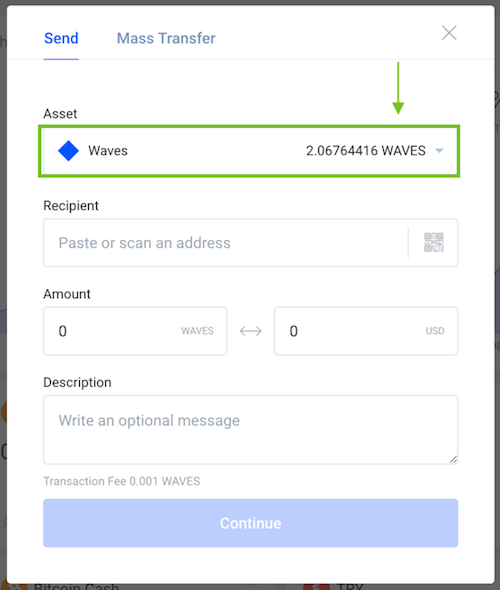 Send Mass Transfer
Asset
Waves 2.06764416 WAVES
Recipient
Paste or scan an address
Amount
0 WAVES 0 USD
Description
Write an optional message
Transaction Fee 0.001 WAVES
Continue
Bitcoin Cash TRY